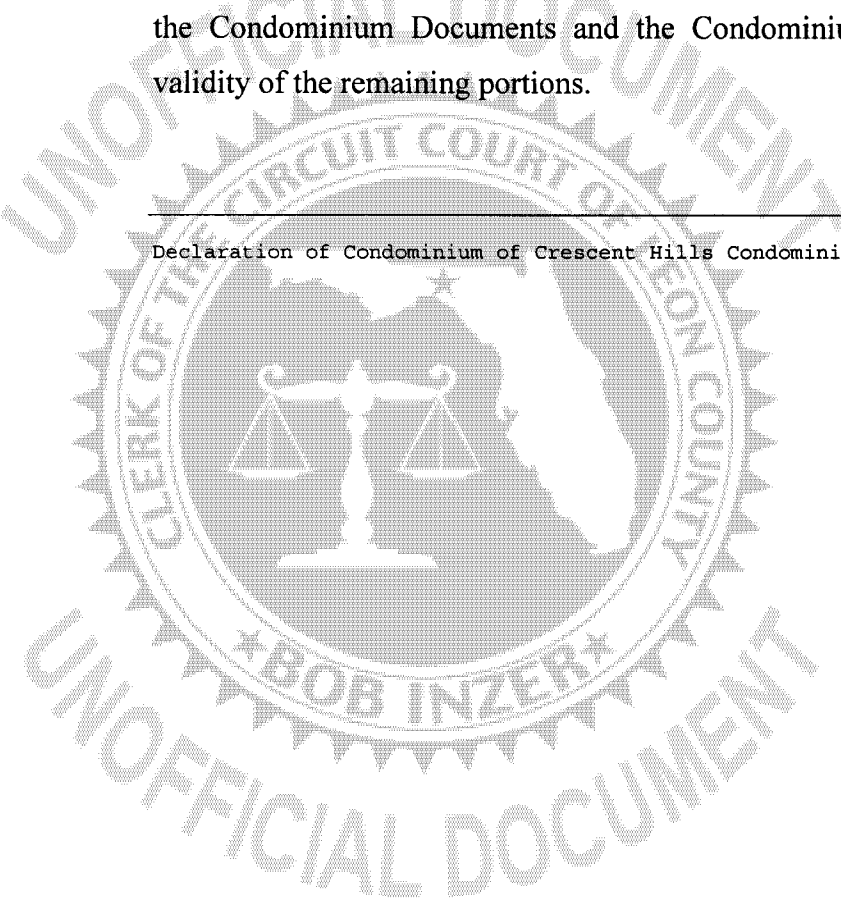 the Condominium Documents and the Condominiu
validity of the remaining portions.
Declaration of Condominium of Crescent Hills Condomini
UNOFFICIAL DOCUMENT
CLERK OF THE CIRCUIT COURT OF LEON COUNTY
★BOB INZER★
UNOFFICIAL DOCUMENT